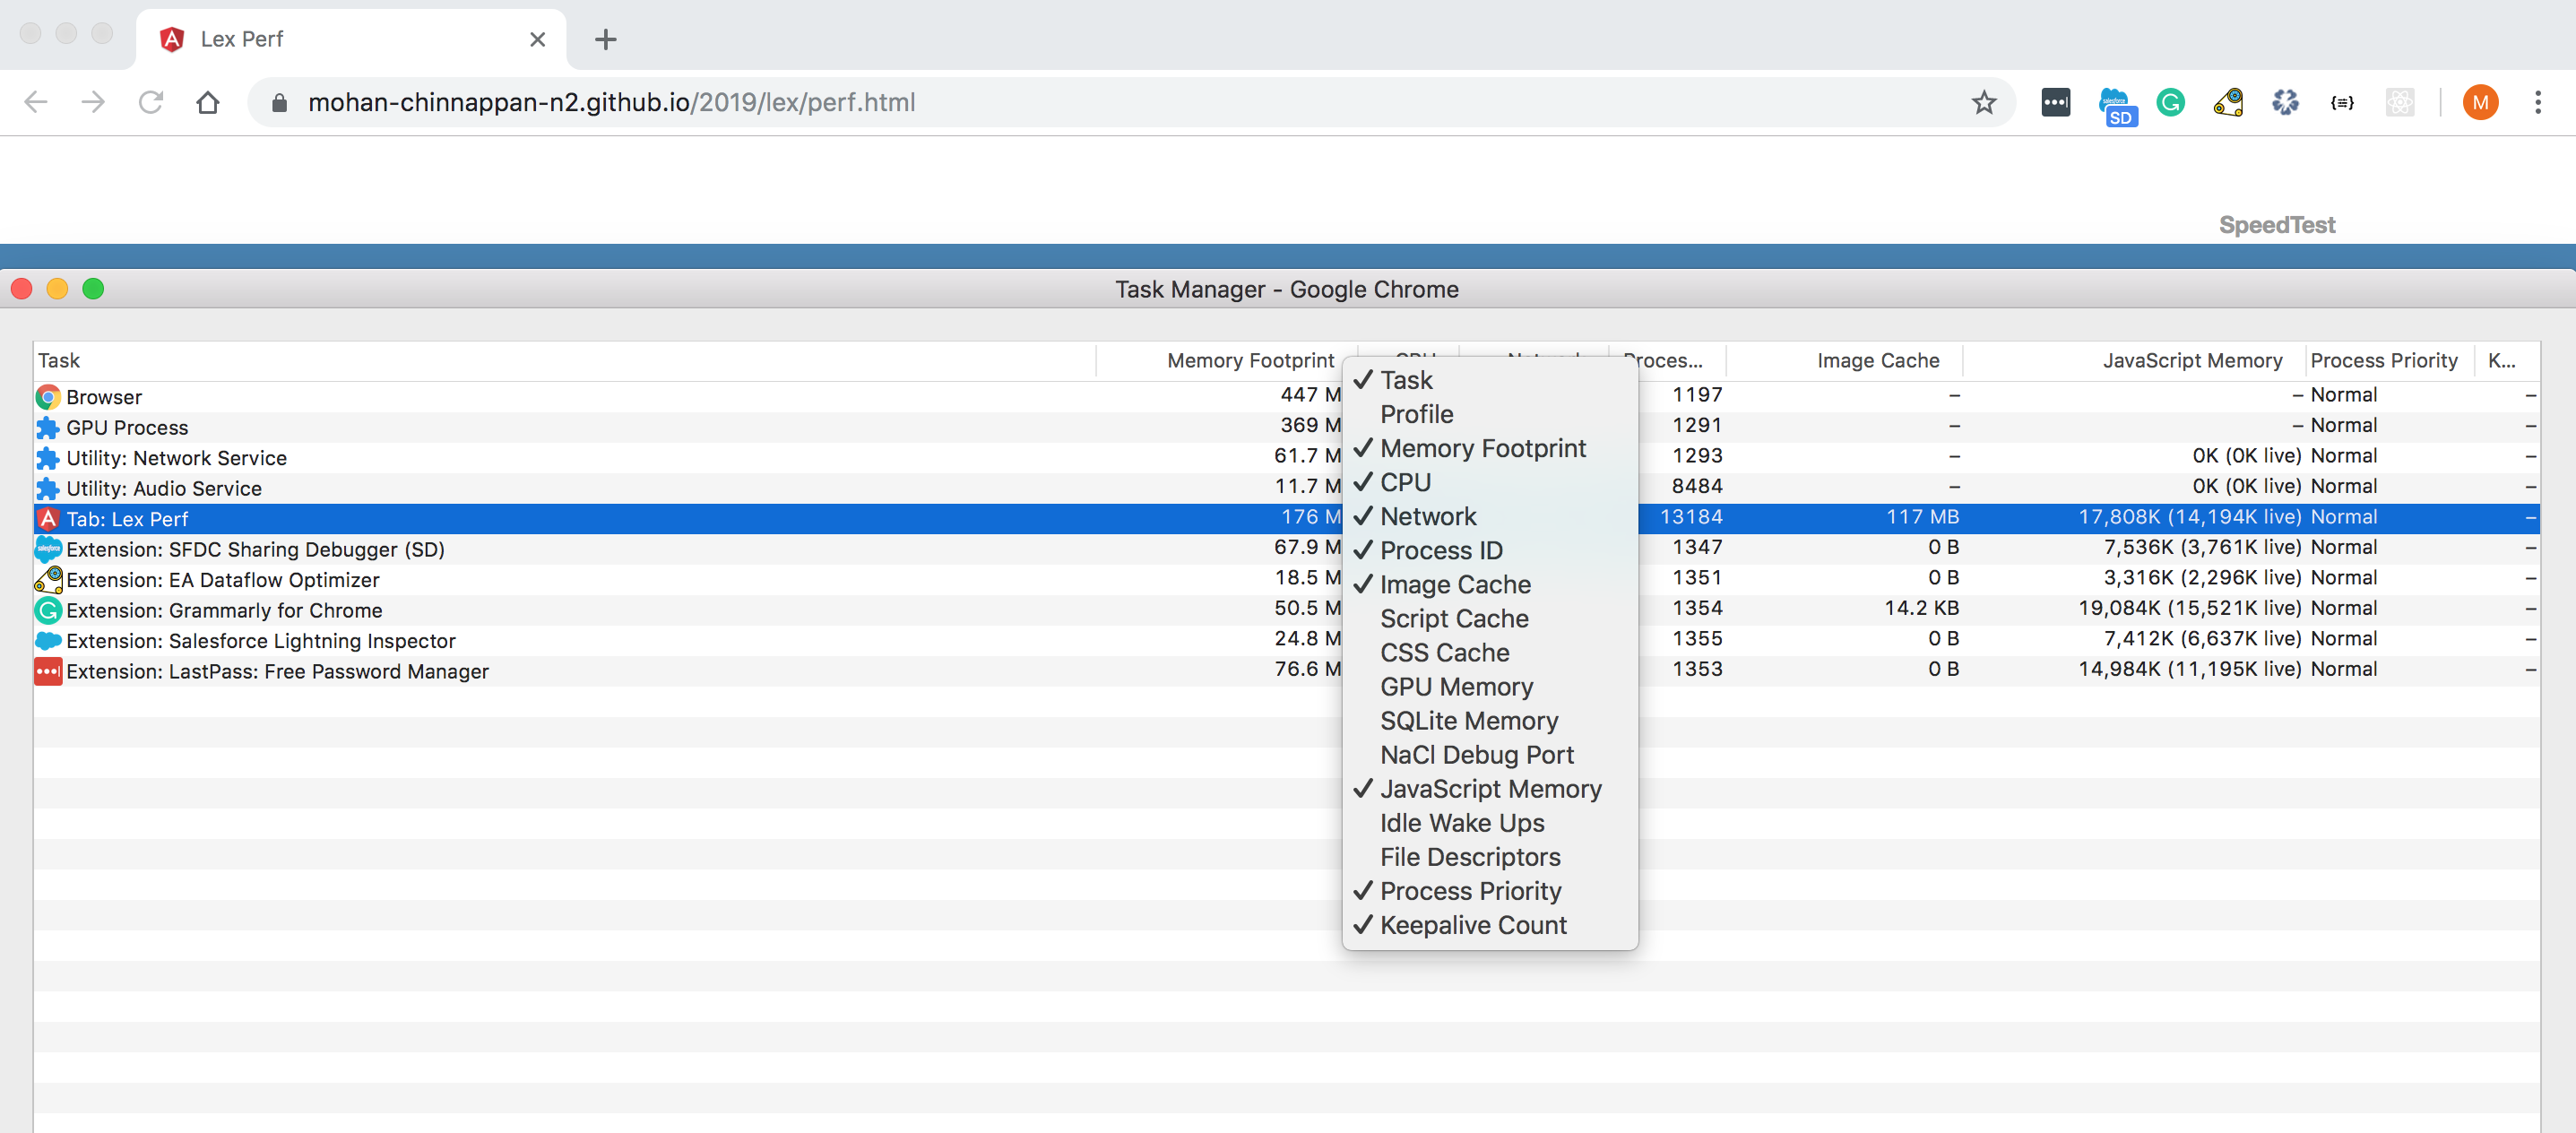 Lex Perf
mohan-chinnappan-n2.github.io/2019/lex/perf.html
SD
M
SpeedTest
Task Manager - Google Chrome
Task Memory Footprint Image Cache JavaScript Memory Process Priority K...
Browser 447 M 1197 – – Normal –
GPU Process 369 M 1291 – – Normal –
Utility: Network Service 61.7 M 1293 – 0K (0K live) Normal –
Utility: Audio Service 11.7 M 8484 – 0K (0K live) Normal –
Tab: Lex Perf 176 M 13184 117 MB 17,808K (14,194K live) Normal –
Extension: SFDC Sharing Debugger (SD) 67.9 M 1347 0 B 7,536K (3,761K live) Normal –
Extension: EA Dataflow Optimizer 18.5 M 1351 0 B 3,316K (2,296K live) Normal –
Extension: Grammarly for Chrome 50.5 M 1354 14.2 KB 19,084K (15,521K live) Normal –
Extension: Salesforce Lightning Inspector 24.8 M 1355 0 B 7,412K (6,637K live) Normal –
Extension: LastPass: Free Password Manager 76.6 M 1353 0 B 14,984K (11,195K live) Normal –
✓ Task
Profile
✓ Memory Footprint
✓ CPU
✓ Network
✓ Process ID
✓ Image Cache
Script Cache
CSS Cache
GPU Memory
SQLite Memory
NaCl Debug Port
✓ JavaScript Memory
Idle Wake Ups
File Descriptors
✓ Process Priority
✓ Keepalive Count